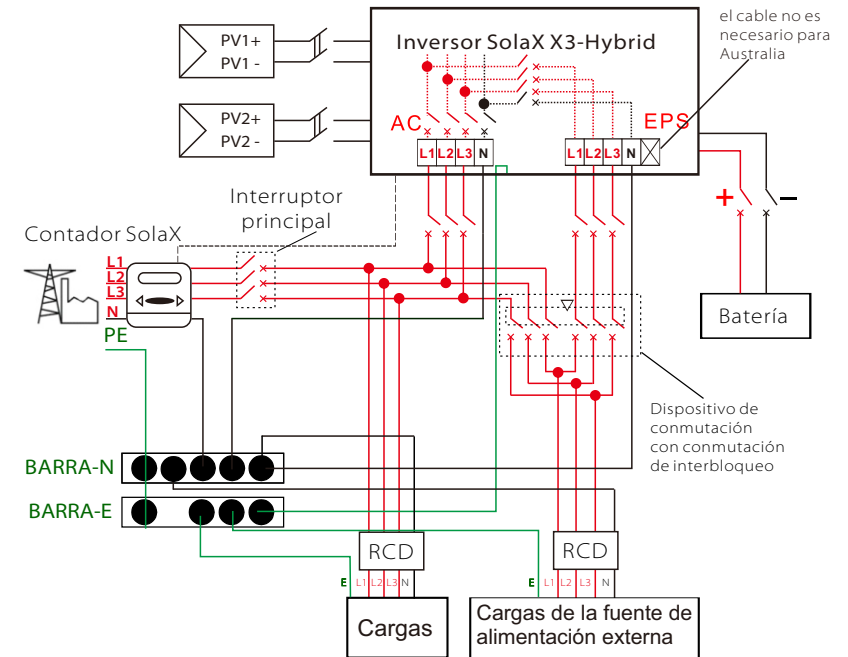 el cable no es
necesario para
Australia
PV1+
PV1 -
PV2+
PV2 -
Inversor SolaX X3-Hybrid
AC
EPS
L1 L2 L3 N
L1 L2 L3 N
Interruptor
principal
Contador SolaX
L1
L2
L3
N
PE
+ −
Batería
Dispositivo de
conmutación
con conmutación
de interbloqueo
BARRA-N
BARRA-E
RCD
RCD
E L1 L2 L3 N
E L1 L2 L3 N
Cargas
Cargas de la fuente de
alimentación externa